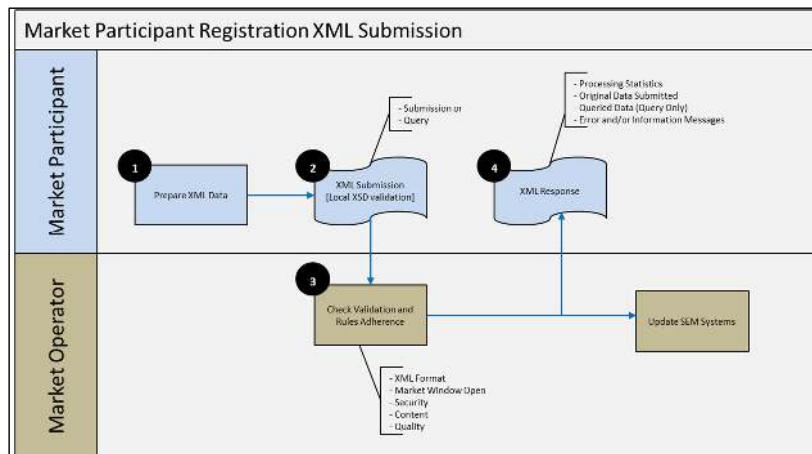 Market Participant Registration XML Submission
Market Participant
- Submission or
- Query
- Processing Statistics
- Original Data Submitted
Queried Data (Query Only)
- Error and/or Information Messages
1
Prepare XML Data
2
XML Submission
[Local XSD validation]
4
XML Response
Market Operator
3
Check Validation and
Rules Adherence
Update SEM Systems
- XML Format
- Market Window Open
- Security
- Content
- Quality